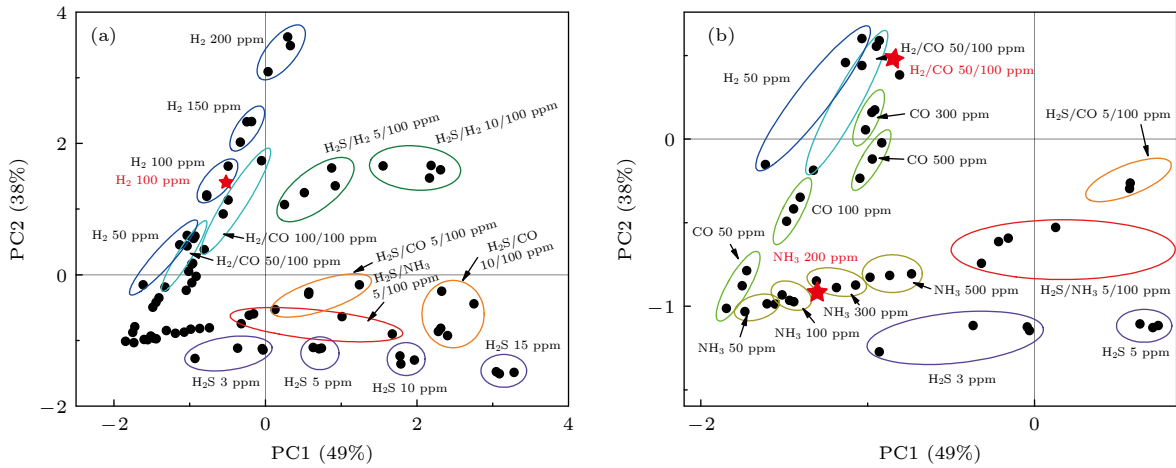 (a)
4
2
0
−2
PC2 (38%)
−2
0
2
4
PC1 (49%)
H₂ 200 ppm
H₂ 150 ppm
H₂ 100 ppm
H₂ 100 ppm
H₂ 50 ppm
H₂S/H₂ 5/100 ppm
H₂S/H₂ 10/100 ppm
H₂/CO 100/100 ppm
H₂/CO 50/100 ppm
H₂S/CO 5/100 ppm
H₂S/NH₃
5/100 ppm
H₂S/CO
10/100 ppm
H₂S 3 ppm
H₂S 5 ppm
H₂S 10 ppm
H₂S 15 ppm
(b)
0
−1
PC2 (38%)
−2
−1
0
PC1 (49%)
H₂ 50 ppm
H₂/CO 50/100 ppm
H₂/CO 50/100 ppm
CO 300 ppm
CO 500 ppm
CO 100 ppm
CO 50 ppm
H₂S/CO 5/100 ppm
NH₃ 200 ppm
NH₃ 500 ppm
H₂S/NH₃ 5/100 ppm
NH₃ 300 ppm
NH₃ 100 ppm
NH₃ 50 ppm
H₂S 3 ppm
H₂S 5 ppm